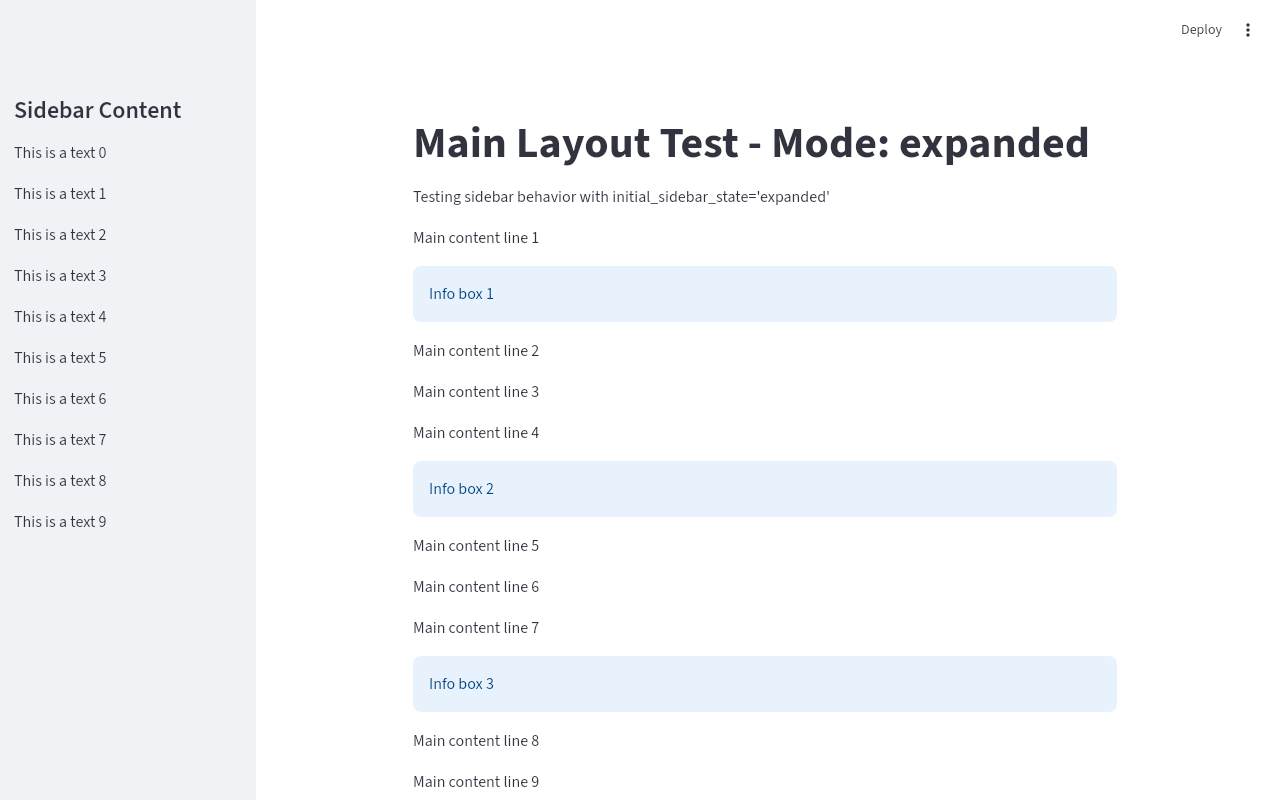 Deploy
Sidebar Content
This is a text 0
This is a text 1
This is a text 2
This is a text 3
This is a text 4
This is a text 5
This is a text 6
This is a text 7
This is a text 8
This is a text 9
Main Layout Test - Mode: expanded
Testing sidebar behavior with initial_sidebar_state='expanded'
Main content line 1
Info box 1
Main content line 2
Main content line 3
Main content line 4
Info box 2
Main content line 5
Main content line 6
Main content line 7
Info box 3
Main content line 8
Main content line 9